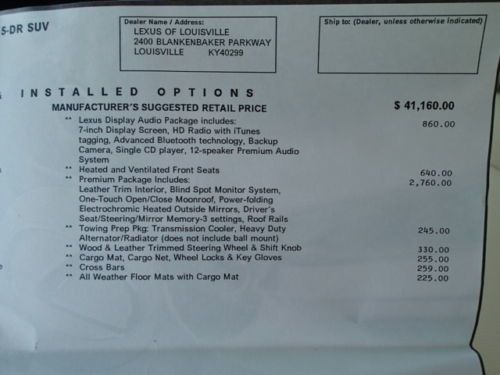 S-DR SUV
Dealer Name / Address:
LEXUS OF LOUISVILLE
2400 BLANKENBAKER PARKWAY
LOUISVILLE KY40299
Ship to: (Dealer, unless otherwise indicated)
INSTALLED OPTIONS
MANUFACTURER'S SUGGESTED RETAIL PRICE $ 41,160.00
** Lexus Display Audio Package includes: 860.00
7-inch Display Screen, HD Radio with iTunes
tagging, Advanced Bluetooth technology, Backup
Camera, Single CD player, 12-speaker Premium Audio
System
** Heated and Ventilated Front Seats 640.00
** Premium Package Includes: 2,760.00
Leather Trim Interior, Blind Spot Monitor System,
One-Touch Open/Close Moonroof, Power-folding
Electrochromic Heated Outside Mirrors, Driver's
Seat/Steering/Mirror Memory-3 settings, Roof Rails
** Towing Prep Pkg: Transmission Cooler, Heavy Duty 245.00
Alternator/Radiator (does not include ball mount)
** Wood & Leather Trimmed Steering Wheel & Shift Knob 330.00
** Cargo Mat, Cargo Net, Wheel Locks & Key Gloves 255.00
** Cross Bars 259.00
** All Weather Floor Mats with Cargo Mat 225.00